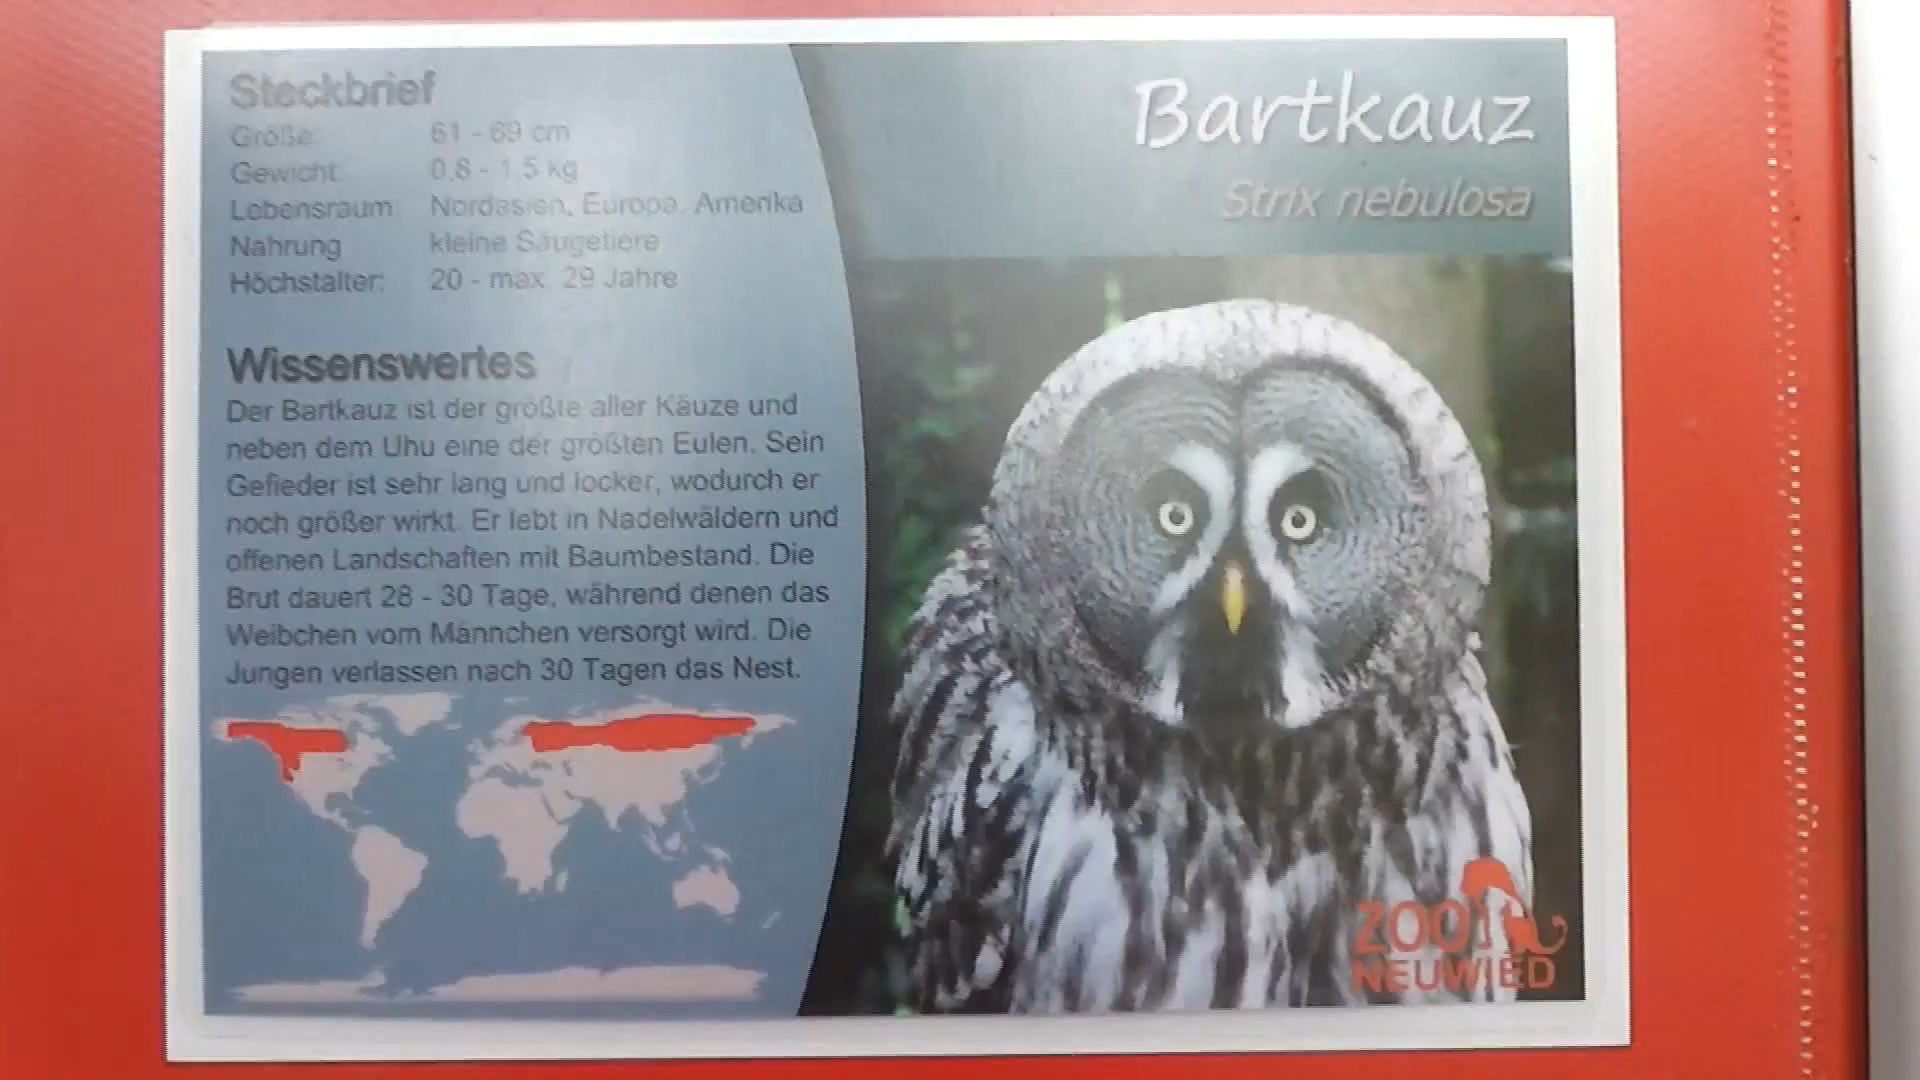 Steckbrief
Größe: 61 - 69 cm
Gewicht: 0,8 - 1,5 kg
Lebensraum: Nordasien, Europa, Amerika
Nahrung kleine Säugetiere
Höchstalter: 20 - max. 29 Jahre
Wissenswertes
Der Bartkauz ist der größte aller Käuze und
neben dem Uhu eine der größten Eulen. Sein
Gefieder ist sehr lang und locker, wodurch er
noch größer wirkt. Er lebt in Nadelwäldern und
offenen Landschaften mit Baumbestand. Die
Brut dauert 28 - 30 Tage, während denen das
Weibchen vom Männchen versorgt wird. Die
Jungen verlassen nach 30 Tagen das Nest.
Bartkauz
Strix nebulosa
ZOO
NEUWIED